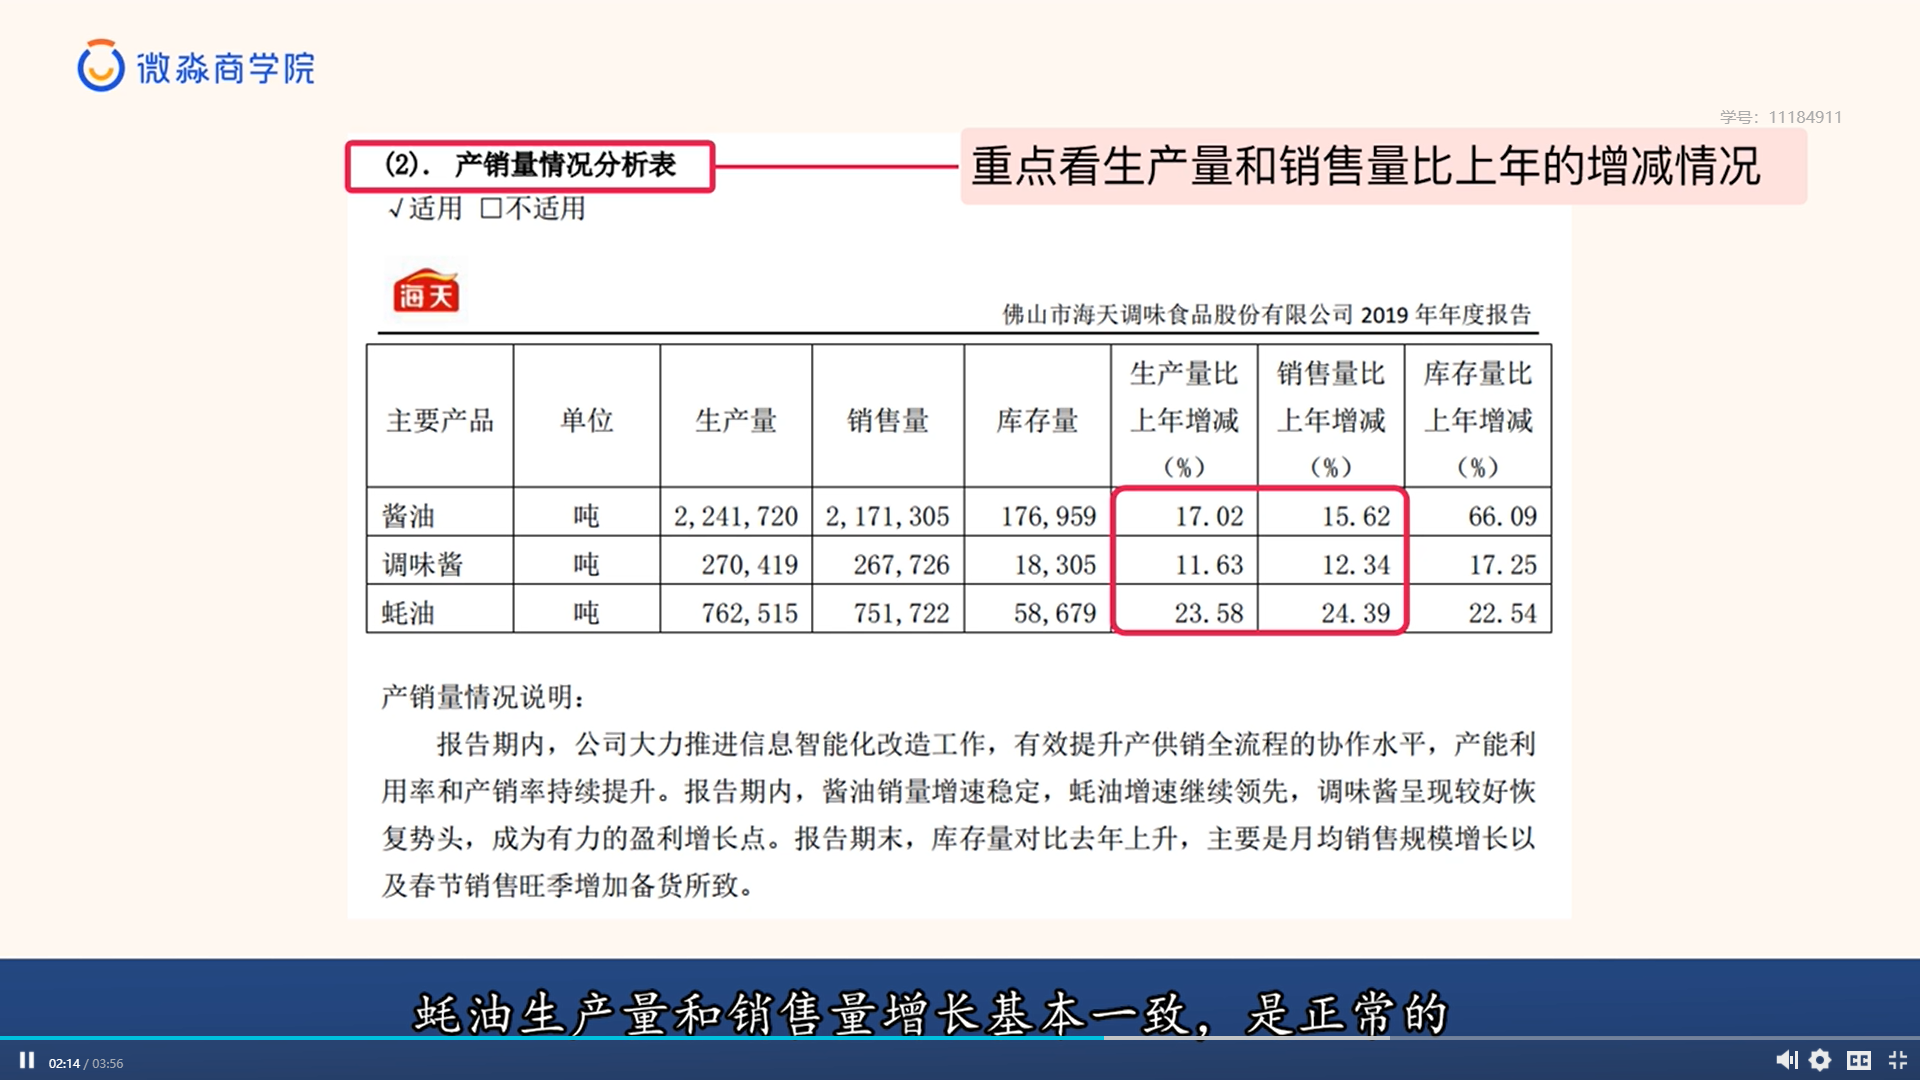 微淼商学院
学号：11184911
(2). 产销量情况分析表
重点看生产量和销售量比上年的增减情况
√适用 □不适用
海天
佛山市海天调味食品股份有限公司 2019 年年度报告
主要产品 单位 生产量 销售量 库存量 生产量比上年增减（%） 销售量比上年增减（%） 库存量比上年增减（%）
酱油 吨 2,241,720 2,171,305 176,959 17.02 15.62 66.09
调味酱 吨 270,419 267,726 18,305 11.63 12.34 17.25
蚝油 吨 762,515 751,722 58,679 23.58 24.39 22.54
产销量情况说明：
报告期内，公司大力推进信息智能化改造工作，有效提升产供销全流程的协作水平，产能利
用率和产销率持续提升。报告期内，酱油销量增速稳定，蚝油增速继续领先，调味酱呈现较好恢
复势头，成为有力的盈利增长点。报告期末，库存量对比去年上升，主要是月均销售规模增长以
及春节销售旺季增加备货所致。
蚝油生产量和销售量增长基本一致，是正常的
02:14 / 03:56
CC